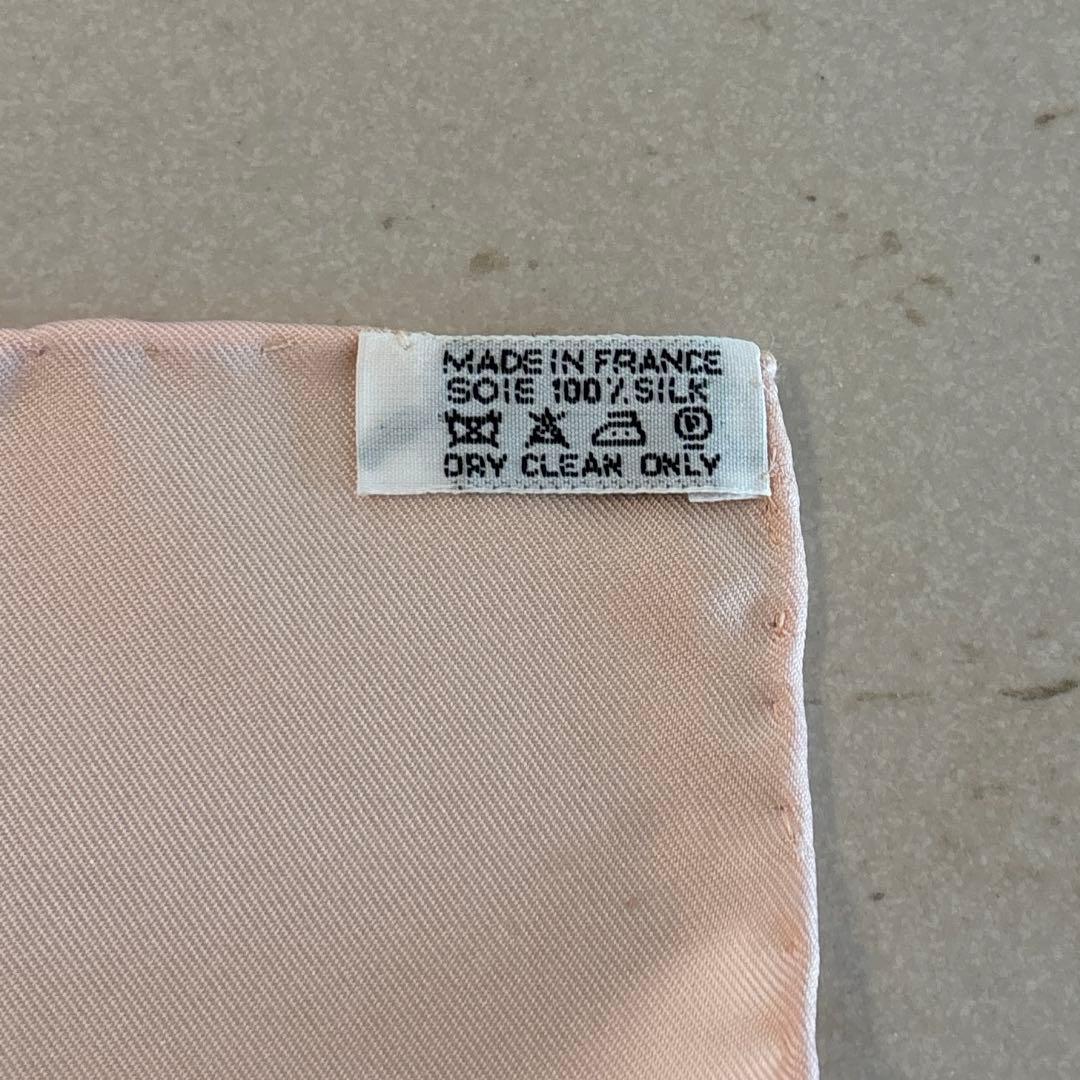 MADE IN FRANCE
SOIE 100% SILK
DRY CLEAN ONLY